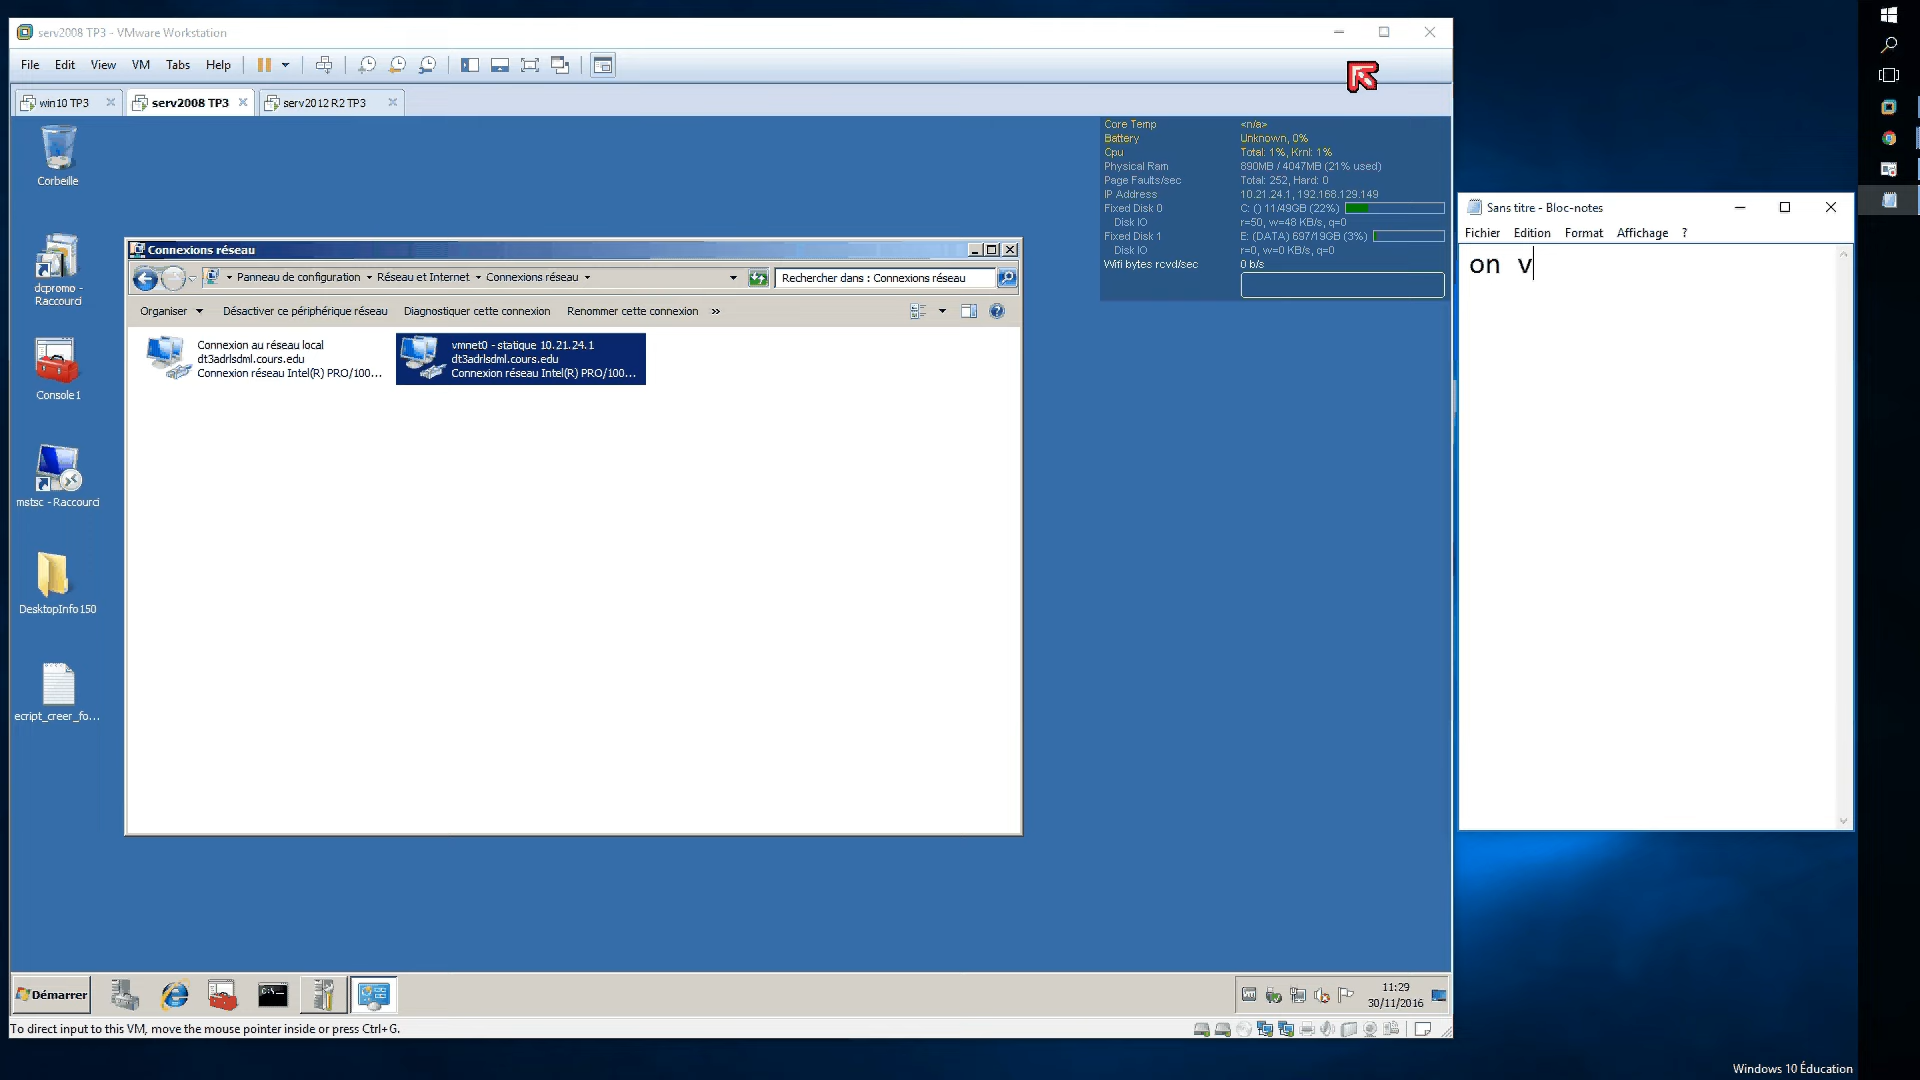 serv2008 TP3 - VMware Workstation
File Edit View VM Tabs Help
win10 TP3 serv2008 TP3 serv2012 R2 TP3
Corbeille
dcpromo -
Raccourci
Console1
mstsc - Raccourci
DesktopInfo150
ecript_creer_fo...
Core Temp <n/a>
Battery Unknown, 0%
Cpu Total: 1%, Krnl: 1%
Physical Ram 890MB / 4047MB (21% used)
Page Faults/sec Total: 252, Hard: 0
IP Address 10.21.24.1, 192.168.129.149
Fixed Disk 0 C: () 11/49GB (22%)
Disk IO r=50, w=48 KB/s, q=0
Fixed Disk 1 E: (DATA) 697/19GB (3%)
Disk IO r=0, w=0 KB/s, q=0
Wifi bytes rcvd/sec 0 b/s
Connexions réseau
Panneau de configuration Réseau et Internet Connexions réseau Rechercher dans : Connexions réseau
Organiser Désactiver ce périphérique réseau Diagnostiquer cette connexion Renommer cette connexion »
Connexion au réseau local
dt3adrlsdml.cours.edu
Connexion réseau Intel(R) PRO/100...
vmnet0 - statique 10.21.24.1
dt3adrlsdml.cours.edu
Connexion réseau Intel(R) PRO/100...
Démarrer
11:29
30/11/2016
To direct input to this VM, move the mouse pointer inside or press Ctrl+G.
Sans titre - Bloc-notes
Fichier Edition Format Affichage ?
on v
Windows 10 Éducation